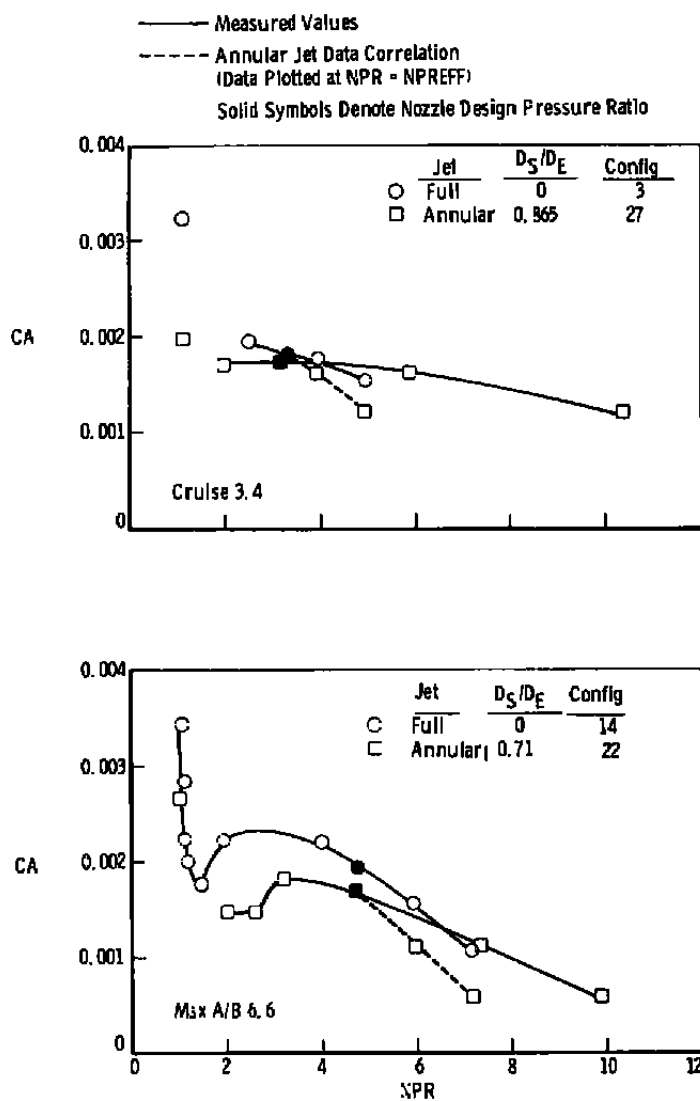 Measured Values
Annular Jet Data Correlation
(Data Plotted at NPR = NPREFF)
Solid Symbols Denote Nozzle Design Pressure Ratio
0.004
0.003
CA
0.002
0.001
0
Jet DS/DE Config
Full 0 3
Annular 0.865 27
Cruise 3.4
0.004
0.003
CA
0.002
0.001
0
Jet DS/DE Config
Full 0 14
Annular 0.71 22
Max A/B 6.6
0 2 4 6 8 10 12
NPR